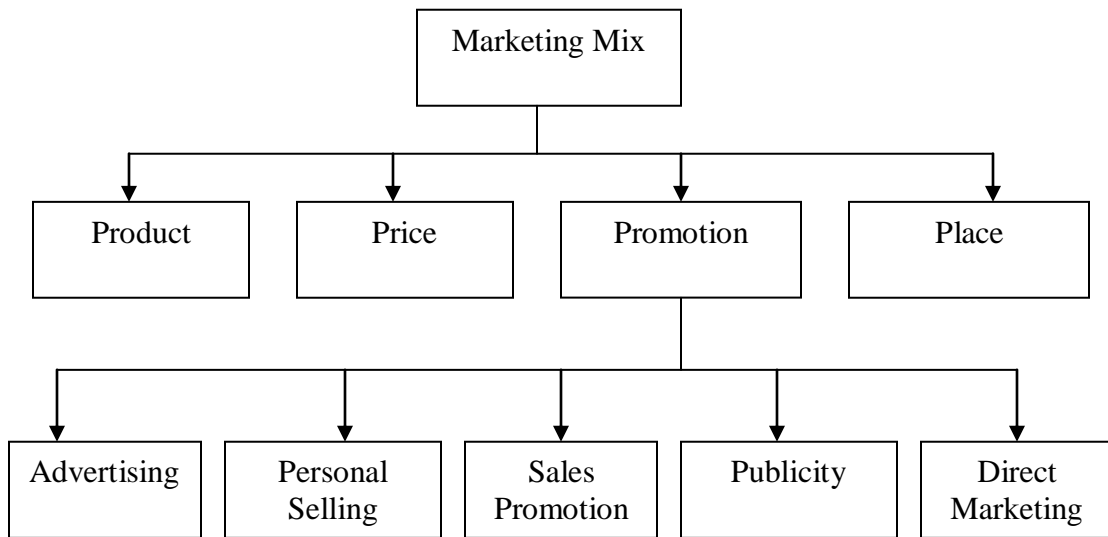 Marketing Mix
Product
Price
Promotion
Place
Advertising
Personal
Selling
Sales
Promotion
Publicity
Direct
Marketing